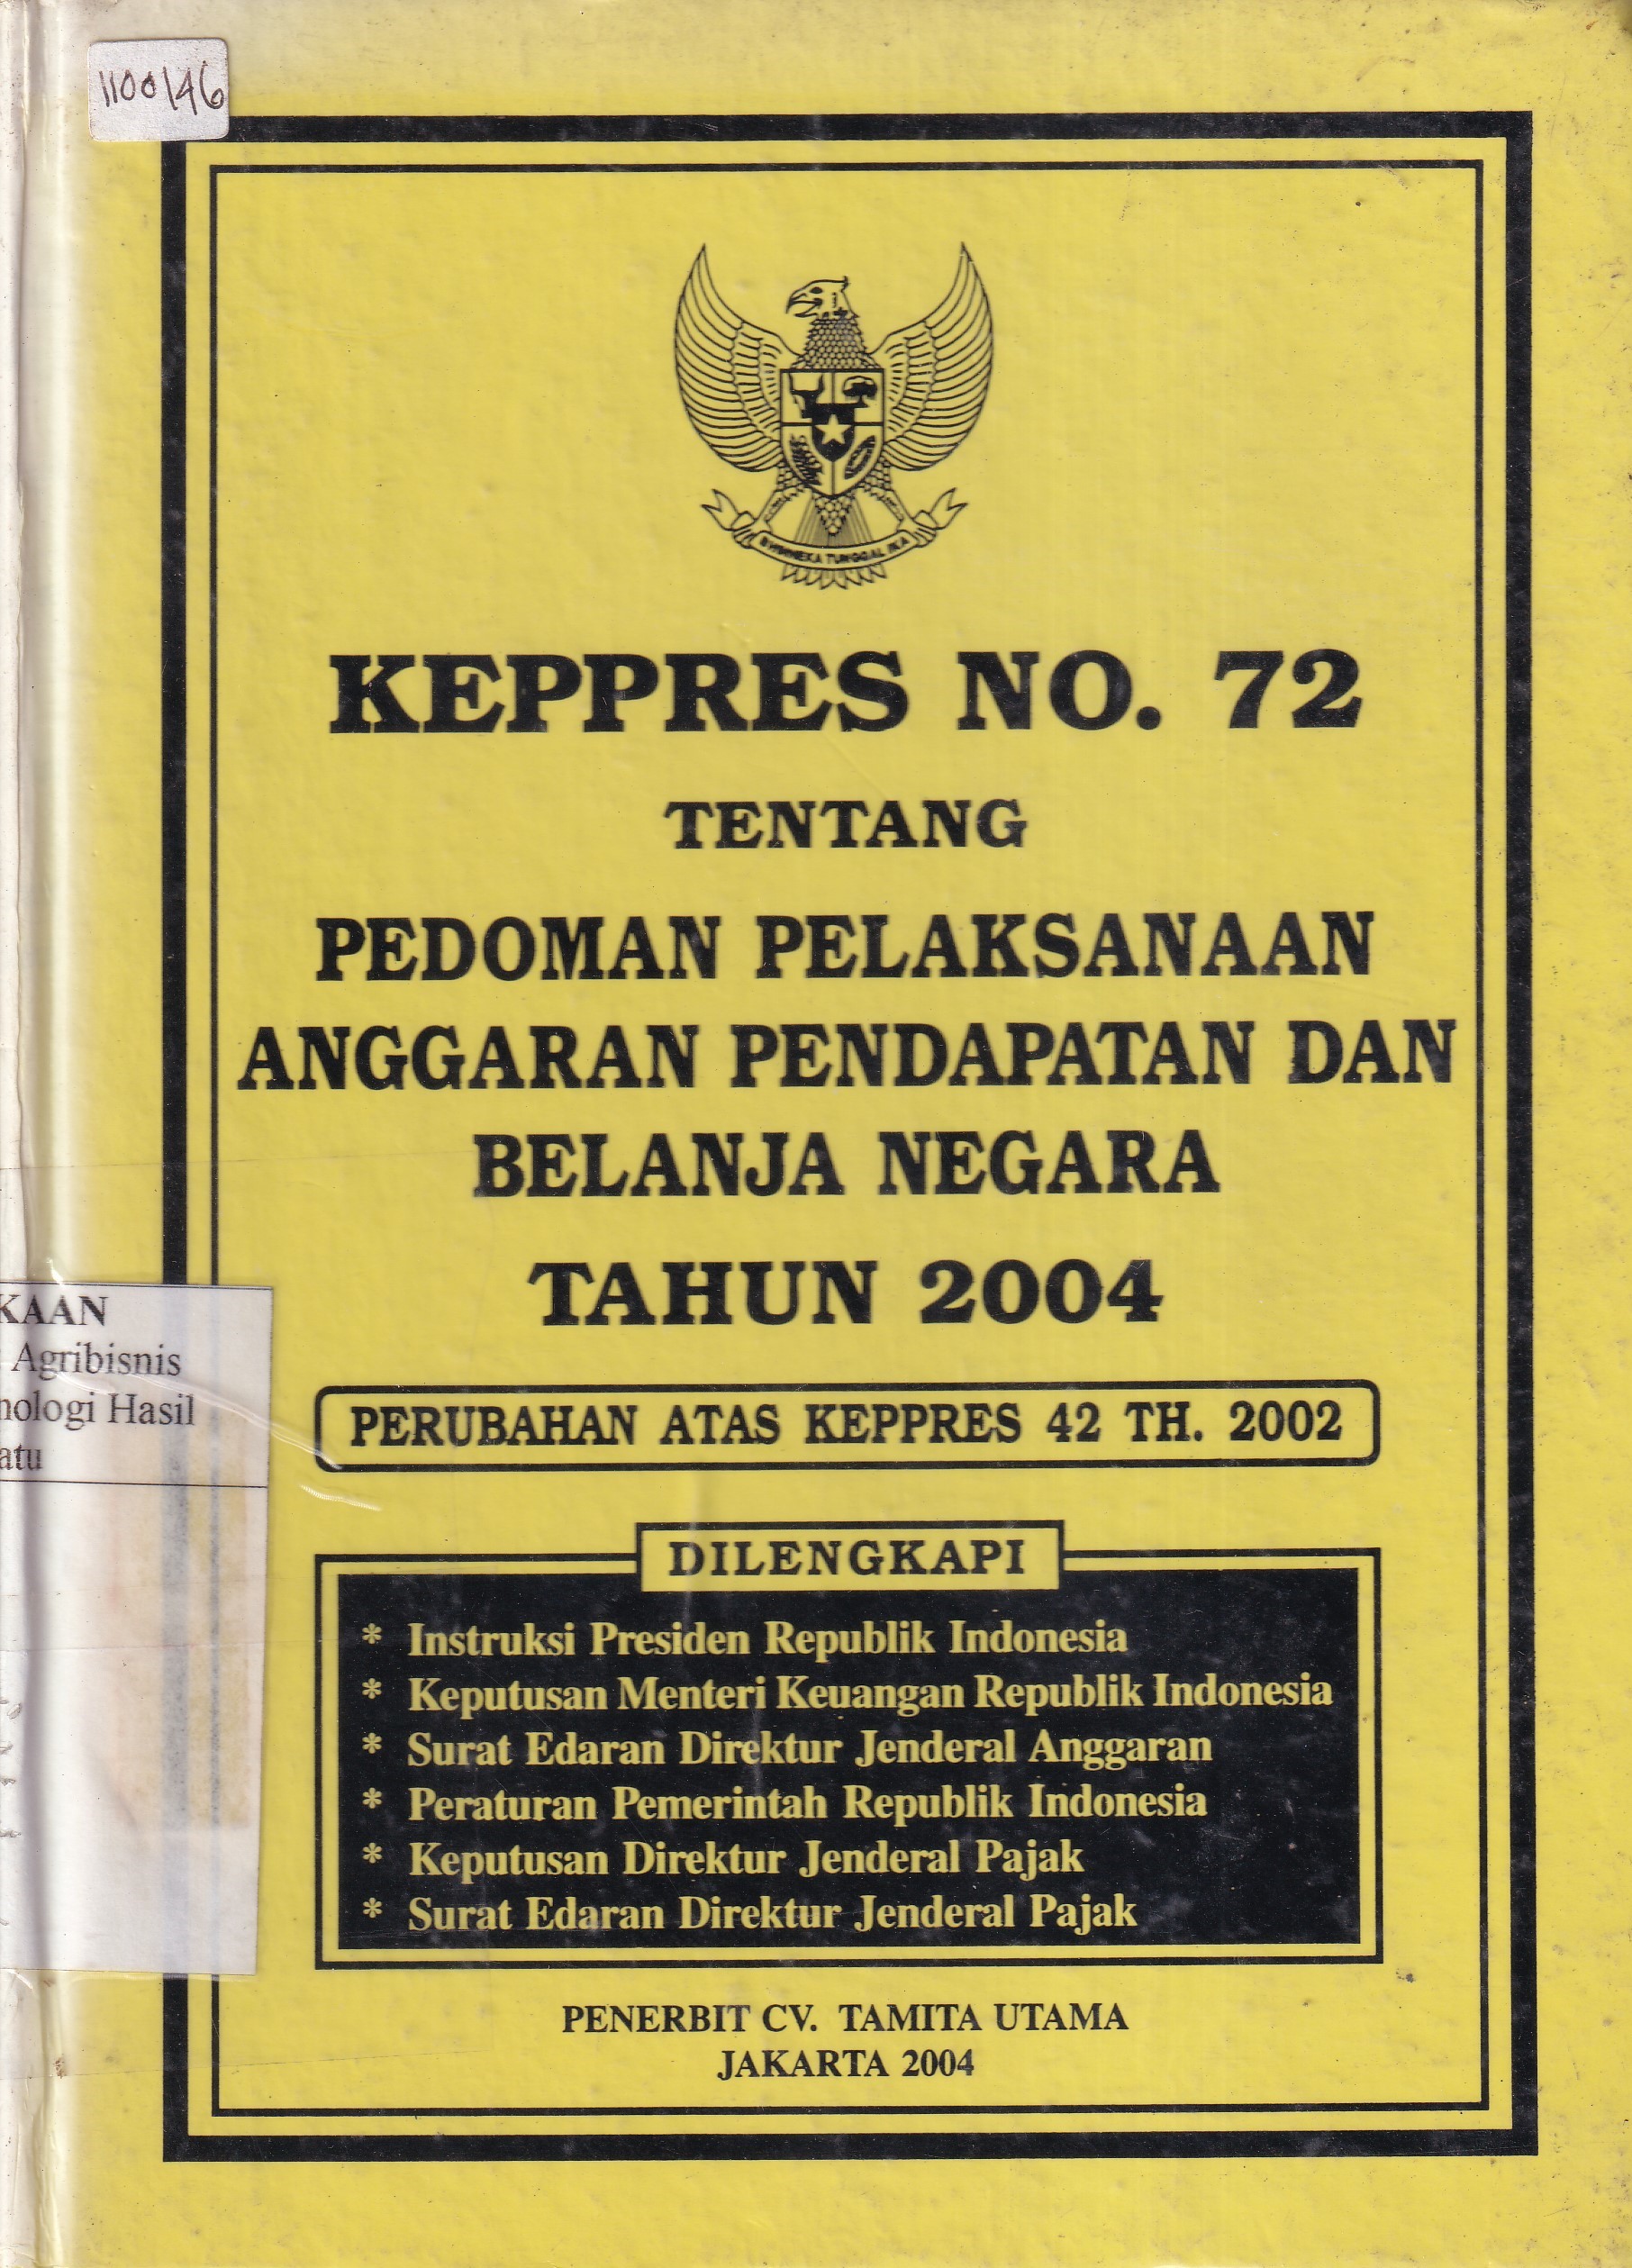 1100146
BHINNEKA TUNGGAL IKA
KEPPRES NO. 72
TENTANG
PEDOMAN PELAKSANAAN
ANGGARAN PENDAPATAN DAN
BELANJA NEGARA
TAHUN 2004
PERUBAHAN ATAS KEPPRES 42 TH. 2002
KAAN
Agribisnis
nologi Hasil
atu
DILENGKAPI
* Instruksi Presiden Republik Indonesia
* Keputusan Menteri Keuangan Republik Indonesia
* Surat Edaran Direktur Jenderal Anggaran
* Peraturan Pemerintah Republik Indonesia
* Keputusan Direktur Jenderal Pajak
* Surat Edaran Direktur Jenderal Pajak
PENERBIT CV. TAMITA UTAMA
JAKARTA 2004